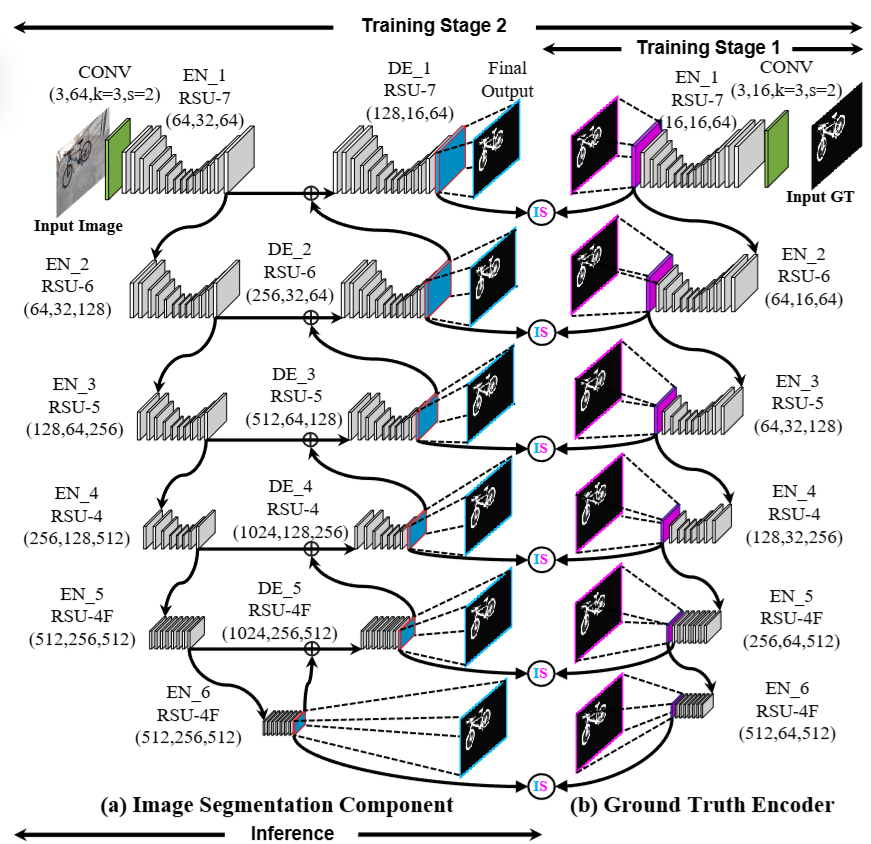 Training Stage 2
Training Stage 1
CONV
(3,64,k=3,s=2)
EN_1
RSU-7
(64,32,64)
DE_1
RSU-7
(128,16,64)
Final
Output
EN_1
RSU-7
(16,16,64)
CONV
(3,16,k=3,s=2)
Input Image
IS
Input GT
EN_2
RSU-6
(64,32,128)
DE_2
RSU-6
(256,32,64)
IS
EN_2
RSU-6
(64,16,64)
EN_3
RSU-5
(128,64,256)
DE_3
RSU-5
(512,64,128)
IS
EN_3
RSU-5
(64,32,128)
EN_4
RSU-4
(256,128,512)
DE_4
RSU-4
(1024,128,256)
IS
EN_4
RSU-4
(128,32,256)
EN_5
RSU-4F
(512,256,512)
DE_5
RSU-4F
(1024,256,512)
IS
EN_5
RSU-4F
(256,64,512)
EN_6
RSU-4F
(512,256,512)
IS
EN_6
RSU-4F
(512,64,512)
(a) Image Segmentation Component
(b) Ground Truth Encoder
Inference